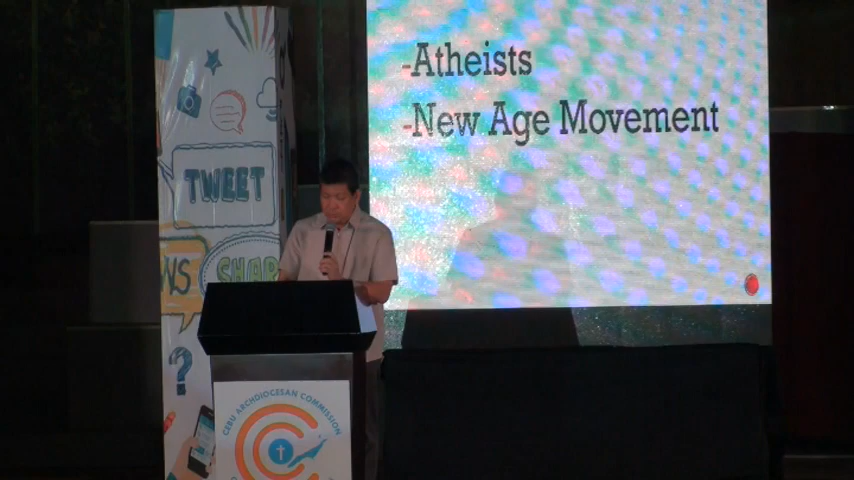 -Atheists
-New Age Movement
TWEET
SHAR
?
CEBU ARCHDIOCESAN COMMISSION